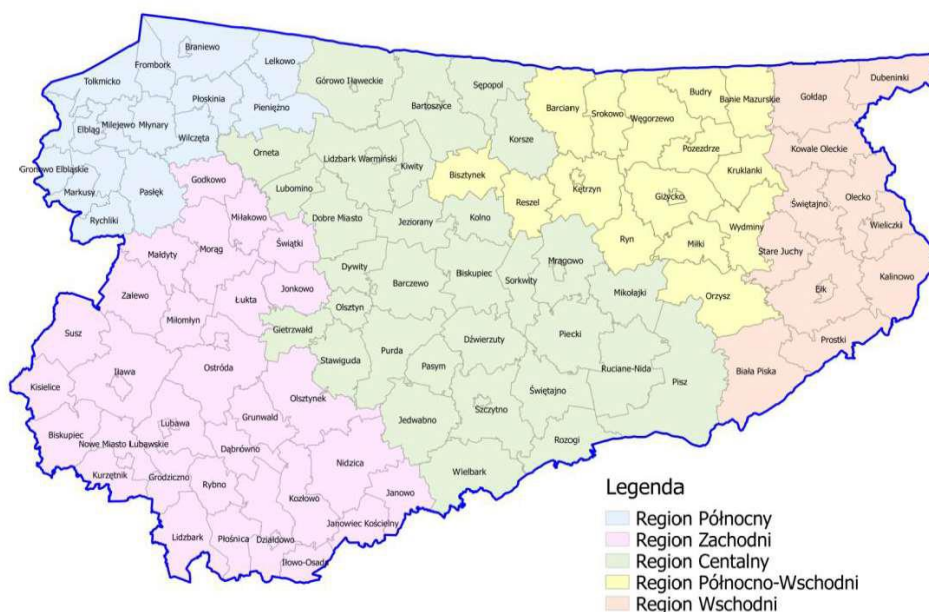 Braniewo
Frombork
Lelkowo
Tolkmicko
Płoskinia
Pieniężno
Elbląg
Milejewo
Młynary
Wilczęta
Gronowo Elbląskie
Markusy
Pasłęk
Rychliki
Górowo Iławeckie
Bartoszyce
Sępopol
Korsze
Orneta
Lidzbark Warmiński
Kiwity
Lubomino
Dobre Miasto
Jeziorany
Kolno
Dywity
Barczewo
Biskupiec
Sorkwity
Mrągowo
Mikołajki
Olsztyn
Gietrzwałd
Stawiguda
Purda
Pasym
Dźwierzuty
Piecki
Ruciane-Nida
Pisz
Świętajno
Szczytno
Jedwabno
Rozogi
Wielbark
Barciany
Srokowo
Węgorzewo
Budry
Banie Mazurskie
Pozezdrze
Kruklanki
Bisztynek
Reszel
Kętrzyn
Giżycko
Wydminy
Ryn
Miłki
Orzysz
Gołdap
Dubeninki
Kowale Oleckie
Świętajno
Olecko
Wieliczki
Stare Juchy
Ełk
Kalinowo
Prostki
Biała Piska
Godkowo
Miłakowo
Morąg
Świątki
Małdyty
Zalewo
Łukta
Jonkowo
Miłomłyn
Susz
Iława
Ostróda
Kisielice
Olsztynek
Grunwald
Lubawa
Biskupiec
Nowe Miasto Lubawskie
Dąbrówno
Kurzętnik
Grodziczno
Rybno
Nidzica
Kozłowo
Janowo
Janowiec Kościelny
Lidzbark
Płośnica
Działdowo
Iłowo-Osada
Legenda
Region Północny
Region Zachodni
Region Centalny
Region Północno-Wschodni
Region Wschodni